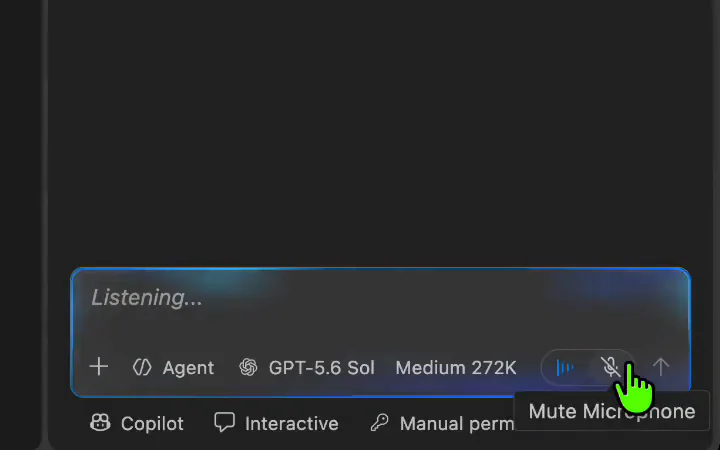 Listening...
Agent GPT-5.6 Sol Medium 272K
Copilot Interactive Manual perm
Mute Microphone